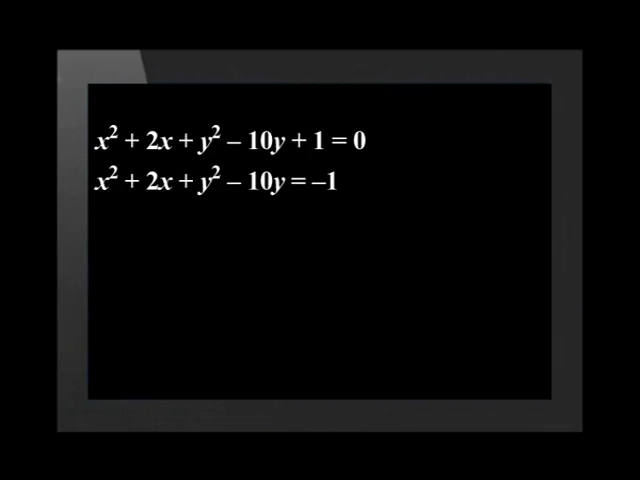 x² + 2x + y² – 10y + 1 = 0
x² + 2x + y² – 10y = –1